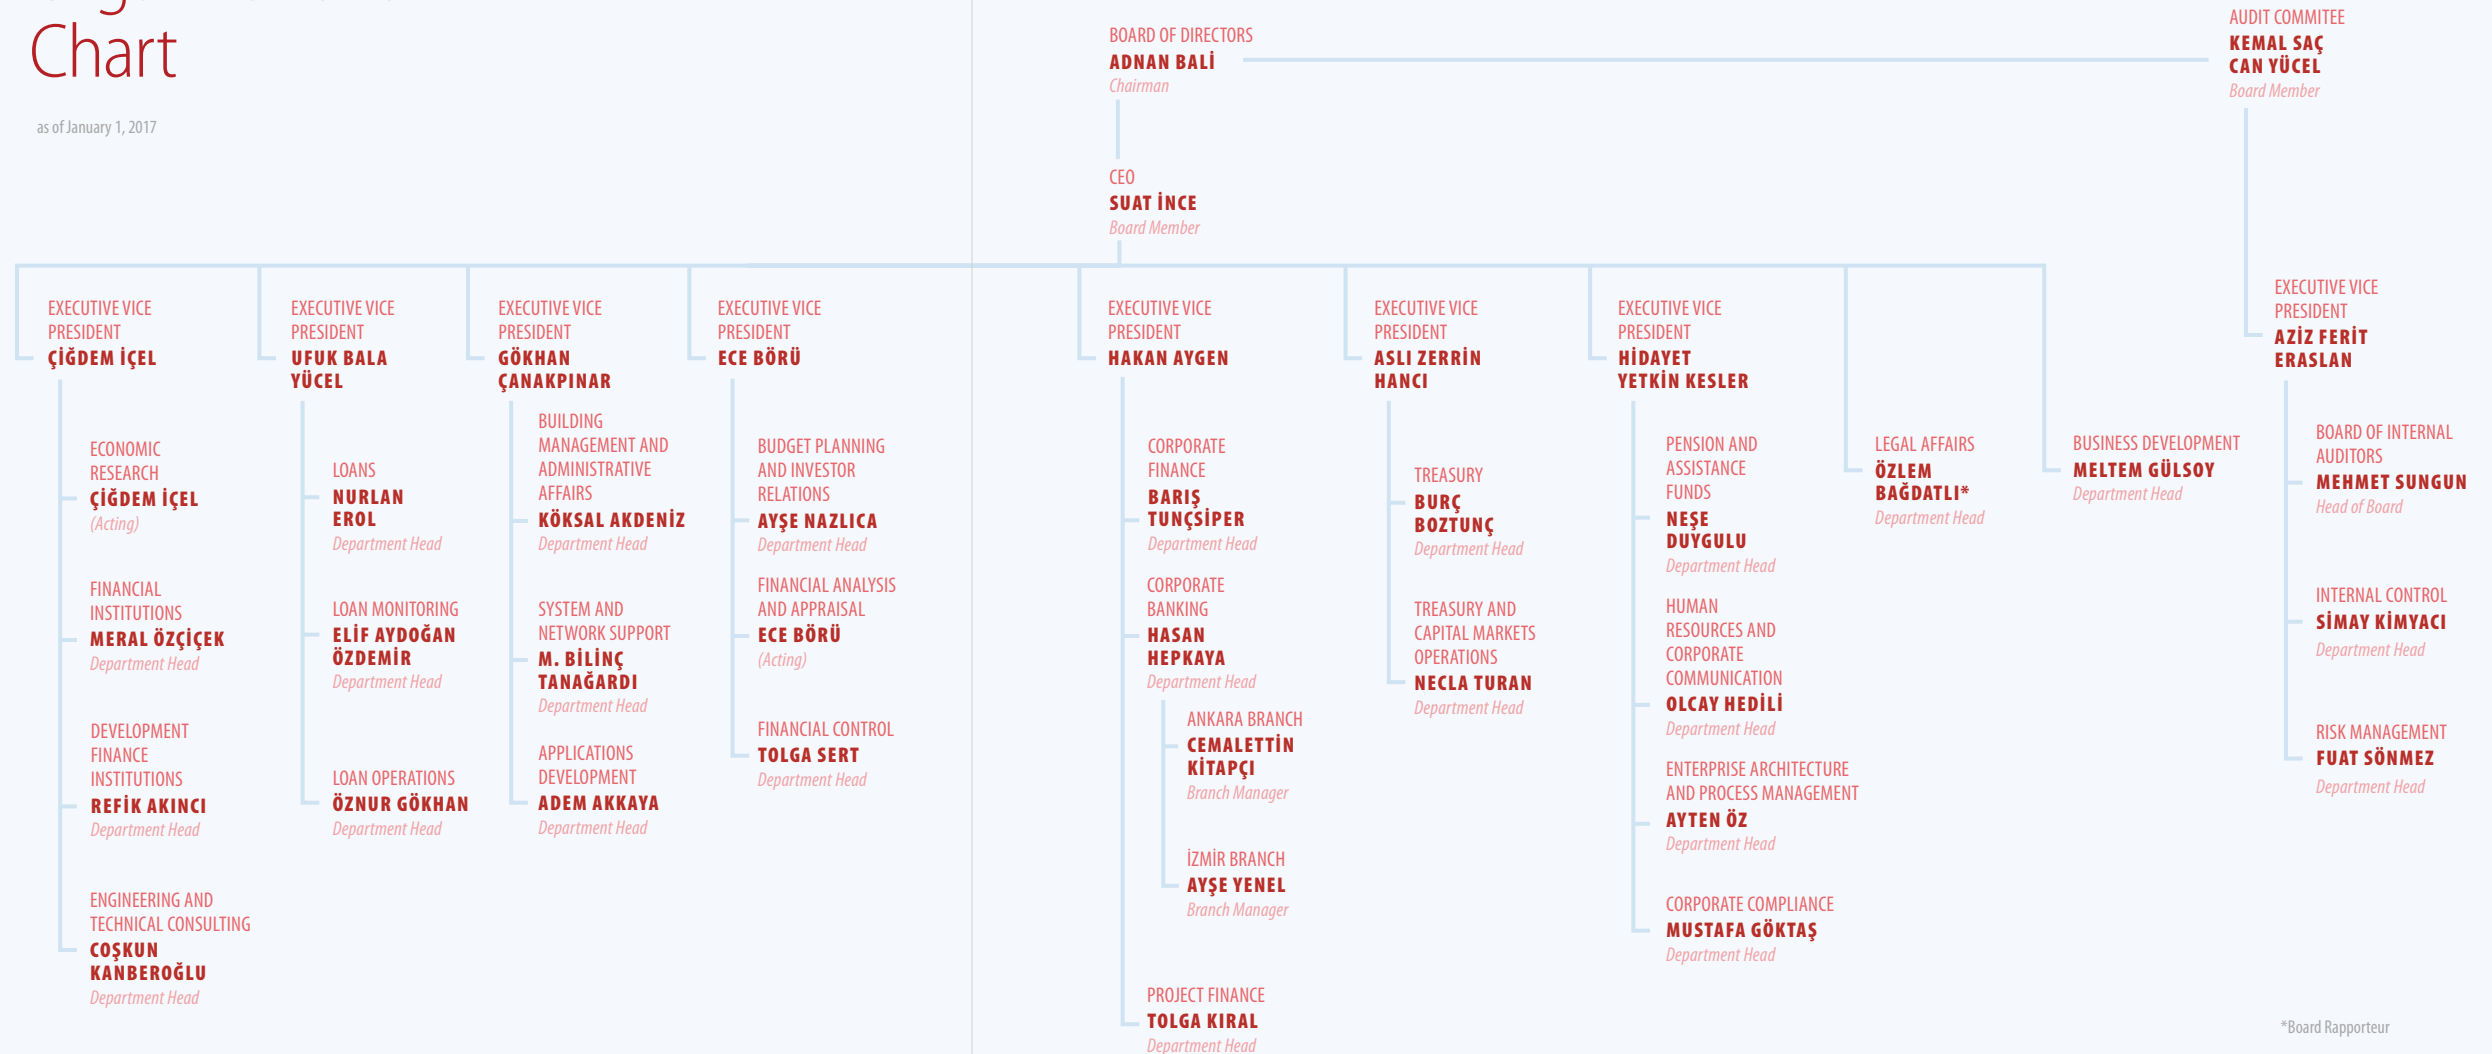 Chart
as of January 1, 2017
BOARD OF DIRECTORS
ADNAN BALİ
Chairman
AUDIT COMMITEE
KEMAL SAÇ
CAN YÜCEL
Board Member
CEO
SUAT İNCE
Board Member
EXECUTIVE VICE
PRESIDENT
ÇİĞDEM İÇEL
ECONOMIC
RESEARCH
ÇİĞDEM İÇEL
(Acting)
FINANCIAL
INSTITUTIONS
MERAL ÖZÇİÇEK
Department Head
DEVELOPMENT
FINANCE
INSTITUTIONS
REFİK AKINCI
Department Head
ENGINEERING AND
TECHNICAL CONSULTING
COŞKUN
KANBEROĞLU
Department Head
EXECUTIVE VICE
PRESIDENT
UFUK BALA
YÜCEL
LOANS
NURLAN
EROL
Department Head
LOAN MONITORING
ELİF AYDOĞAN
ÖZDEMİR
Department Head
LOAN OPERATIONS
ÖZNUR GÖKHAN
Department Head
EXECUTIVE VICE
PRESIDENT
GÖKHAN
ÇANAKPINAR
BUILDING
MANAGEMENT AND
ADMINISTRATIVE
AFFAIRS
KÖKSAL AKDENİZ
Department Head
SYSTEM AND
NETWORK SUPPORT
M. BİLİNÇ
TANAĞARDI
Department Head
APPLICATIONS
DEVELOPMENT
ADEM AKKAYA
Department Head
EXECUTIVE VICE
PRESIDENT
ECE BÖRÜ
BUDGET PLANNING
AND INVESTOR
RELATIONS
AYŞE NAZLICA
Department Head
FINANCIAL ANALYSIS
AND APPRAISAL
ECE BÖRÜ
(Acting)
FINANCIAL CONTROL
TOLGA SERT
Department Head
EXECUTIVE VICE
PRESIDENT
HAKAN AYGEN
CORPORATE
FINANCE
BARIŞ
TUNÇSİPER
Department Head
CORPORATE
BANKING
HASAN
HEPKAYA
Department Head
ANKARA BRANCH
CEMALETTİN
KİTAPÇI
Branch Manager
İZMİR BRANCH
AYŞE YENEL
Branch Manager
PROJECT FINANCE
TOLGA KIRAL
Department Head
EXECUTIVE VICE
PRESIDENT
ASLI ZERRİN
HANCI
TREASURY
BURÇ
BOZTUNÇ
Department Head
TREASURY AND
CAPITAL MARKETS
OPERATIONS
NECLA TURAN
Department Head
EXECUTIVE VICE
PRESIDENT
HİDAYET
YETKİN KESLER
PENSION AND
ASSISTANCE
FUNDS
NEŞE
DUYGULU
Department Head
HUMAN
RESOURCES AND
CORPORATE
COMMUNICATION
OLCAY HEDİLİ
Department Head
ENTERPRISE ARCHITECTURE
AND PROCESS MANAGEMENT
AYTEN ÖZ
Department Head
CORPORATE COMPLIANCE
MUSTAFA GÖKTAŞ
Department Head
LEGAL AFFAIRS
ÖZLEM
BAĞDATLI*
Department Head
BUSINESS DEVELOPMENT
MELTEM GÜLSOY
Department Head
EXECUTIVE VICE
PRESIDENT
AZİZ FERİT
ERASLAN
BOARD OF INTERNAL
AUDITORS
MEHMET SUNGUN
Head of Board
INTERNAL CONTROL
SİMAY KİMYACI
Department Head
RISK MANAGEMENT
FUAT SÖNMEZ
Department Head
*Board Rapporteur